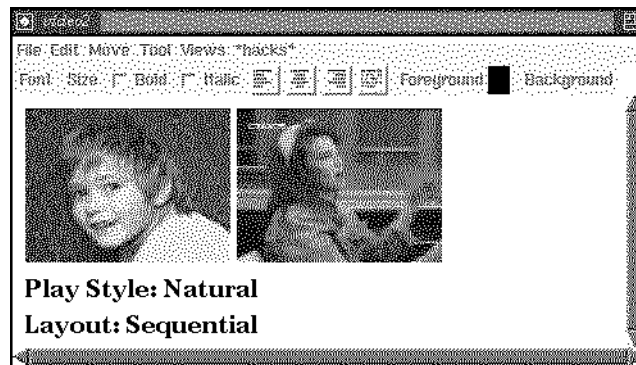 File Edit Move Tool Views *hacks*
Font Size Bold Italic Foreground Background
Play Style: Natural
Layout: Sequential